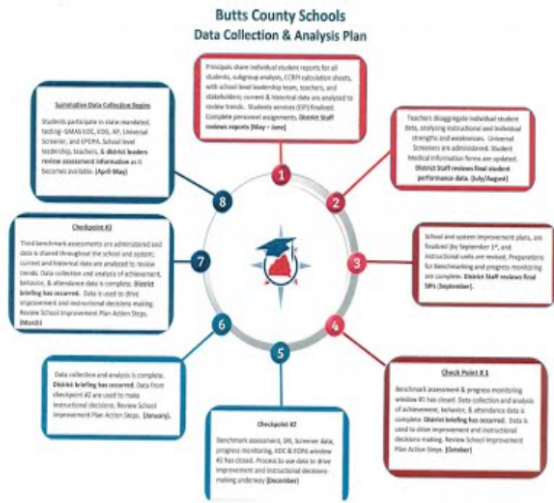 Butts County Schools
Data Collection & Analysis Plan
Principals share individual student reports for all
students, subgroup analysis, CCRPI calculation sheets,
with school level leadership team, teachers, and
stakeholders; current & historical data are analyzed to
review trends. Students services (EIP) finalized.
Complete personnel assignments. District Staff
reviews reports (May – June)
1
Teachers disaggregate individual student data,
analyzing instructional and individual strengths
and weaknesses. Universal
Screeners are administered. Student
Medical Information forms are updated.
District Staff reviews final student
performance data. (July/August)
2
School and system improvement plans, are
finalized (by September 1st, and
instructional units are revised, Preparations
for Benchmarking and progress monitoring
are complete. District Staff reviews final
SIPs (September).
3
Check Point # 1
Benchmark assessment & progress monitoring
window #1 has closed. Data collection and analysis
of achievement, behavior, & attendance data is
complete. District briefing has occurred. Data is
used to drive improvement and instructional
decisions making. Review School Improvement
Plan Action Steps. (October)
4
Checkpoint #2
Benchmark assessment, SRI, Screener data,
progress monitoring, EOC & EOPA window
#2 has closed. Process to use data to drive
improvement and instructional decisions-
making underway (December)
5
Data collection and analysis is complete.
District briefing has occurred. Data from
checkpoint #2 are used to make
instructional decisions. Review School
Improvement Plan Action Steps. (January).
6
Checkpoint #3
Third benchmark assessments are administered and
data is shared throughout the school and system;
current and historical data are analyzed to review
trends. Data collection and analysis of achievement,
behavior, & attendance data is complete. District
briefing has occurred. Data is used to drive
improvement and instructional decisions making.
Review School Improvement Plan Action Steps.
(March)
7
Summative Data Collection Begins
Students participate in state-mandated,
testing- GMAS EOC, EOG, AP, Universal
Screener, and EPOPA. School level
leadership, teachers, & district leaders
review assessment information as it
becomes available. (April-May)
8